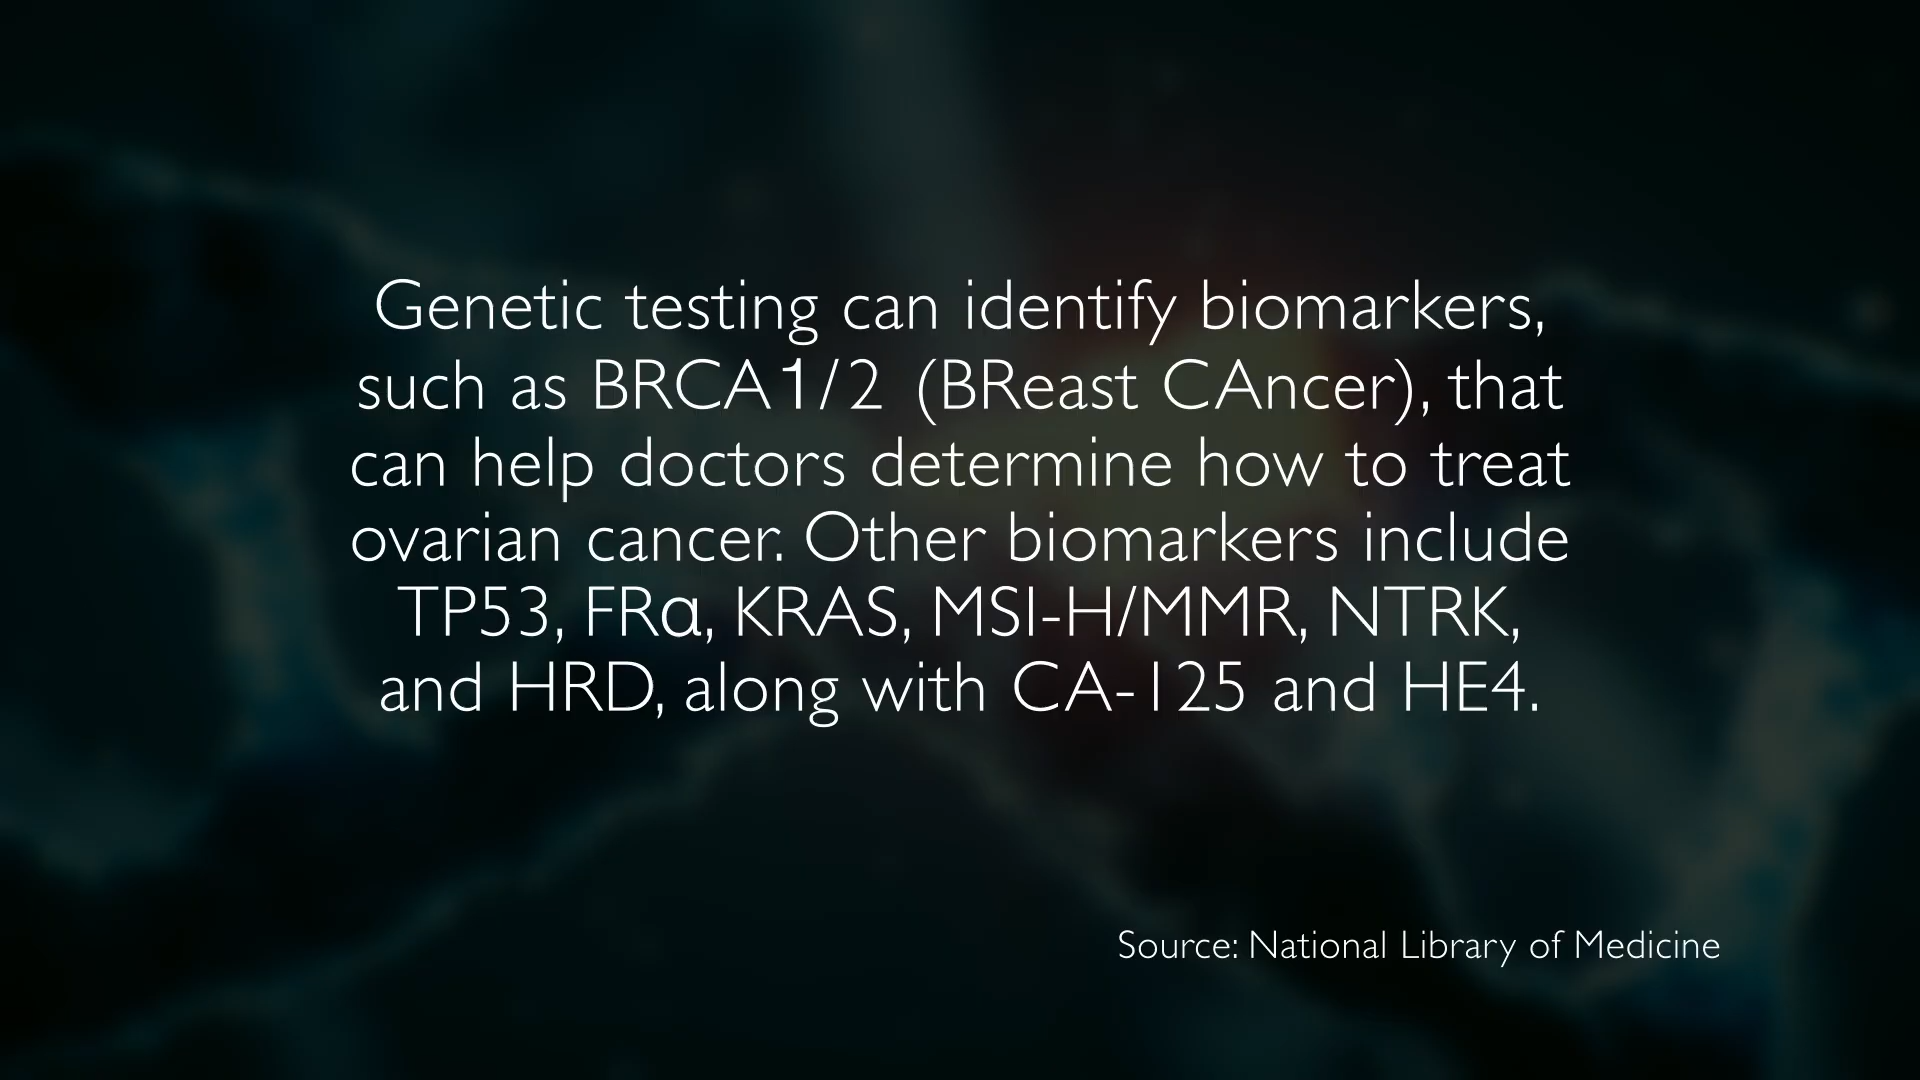 Genetic testing can identify biomarkers,
such as BRCA1/2 (BReast CAncer), that
can help doctors determine how to treat
ovarian cancer. Other biomarkers include
TP53, FRα, KRAS, MSI-H/MMR, NTRK,
and HRD, along with CA-125 and HE4.
Source: National Library of Medicine